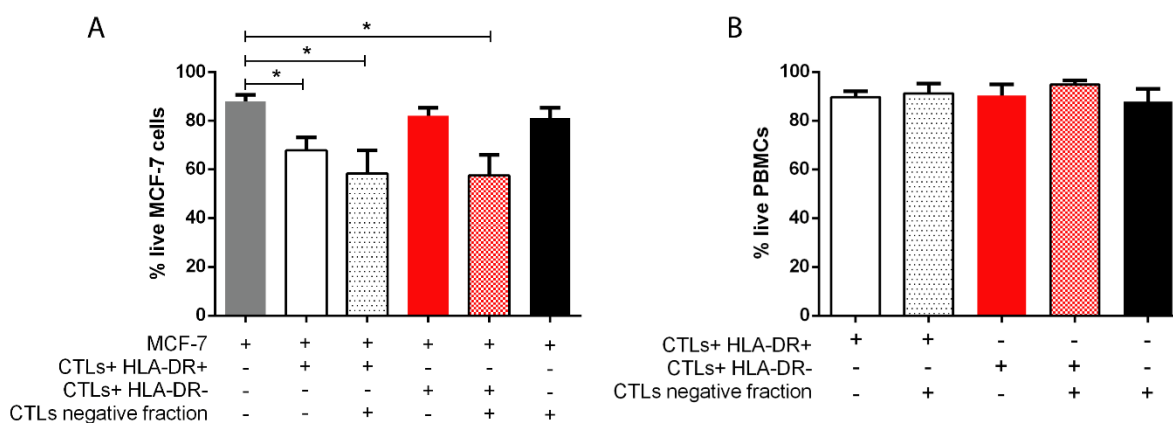 A
*
*
*
% live MCF-7 cells
100
80
60
40
20
0
MCF-7 + + + + + +
CTLs+ HLA-DR+ - + + - - -
CTLs+ HLA-DR- - - - + + -
CTLs negative fraction - - + - + +
B
% live PBMCs
100
80
60
40
20
0
CTLs+ HLA-DR+ + + - - -
CTLs+ HLA-DR- - - + + -
CTLs negative fraction - + - + +